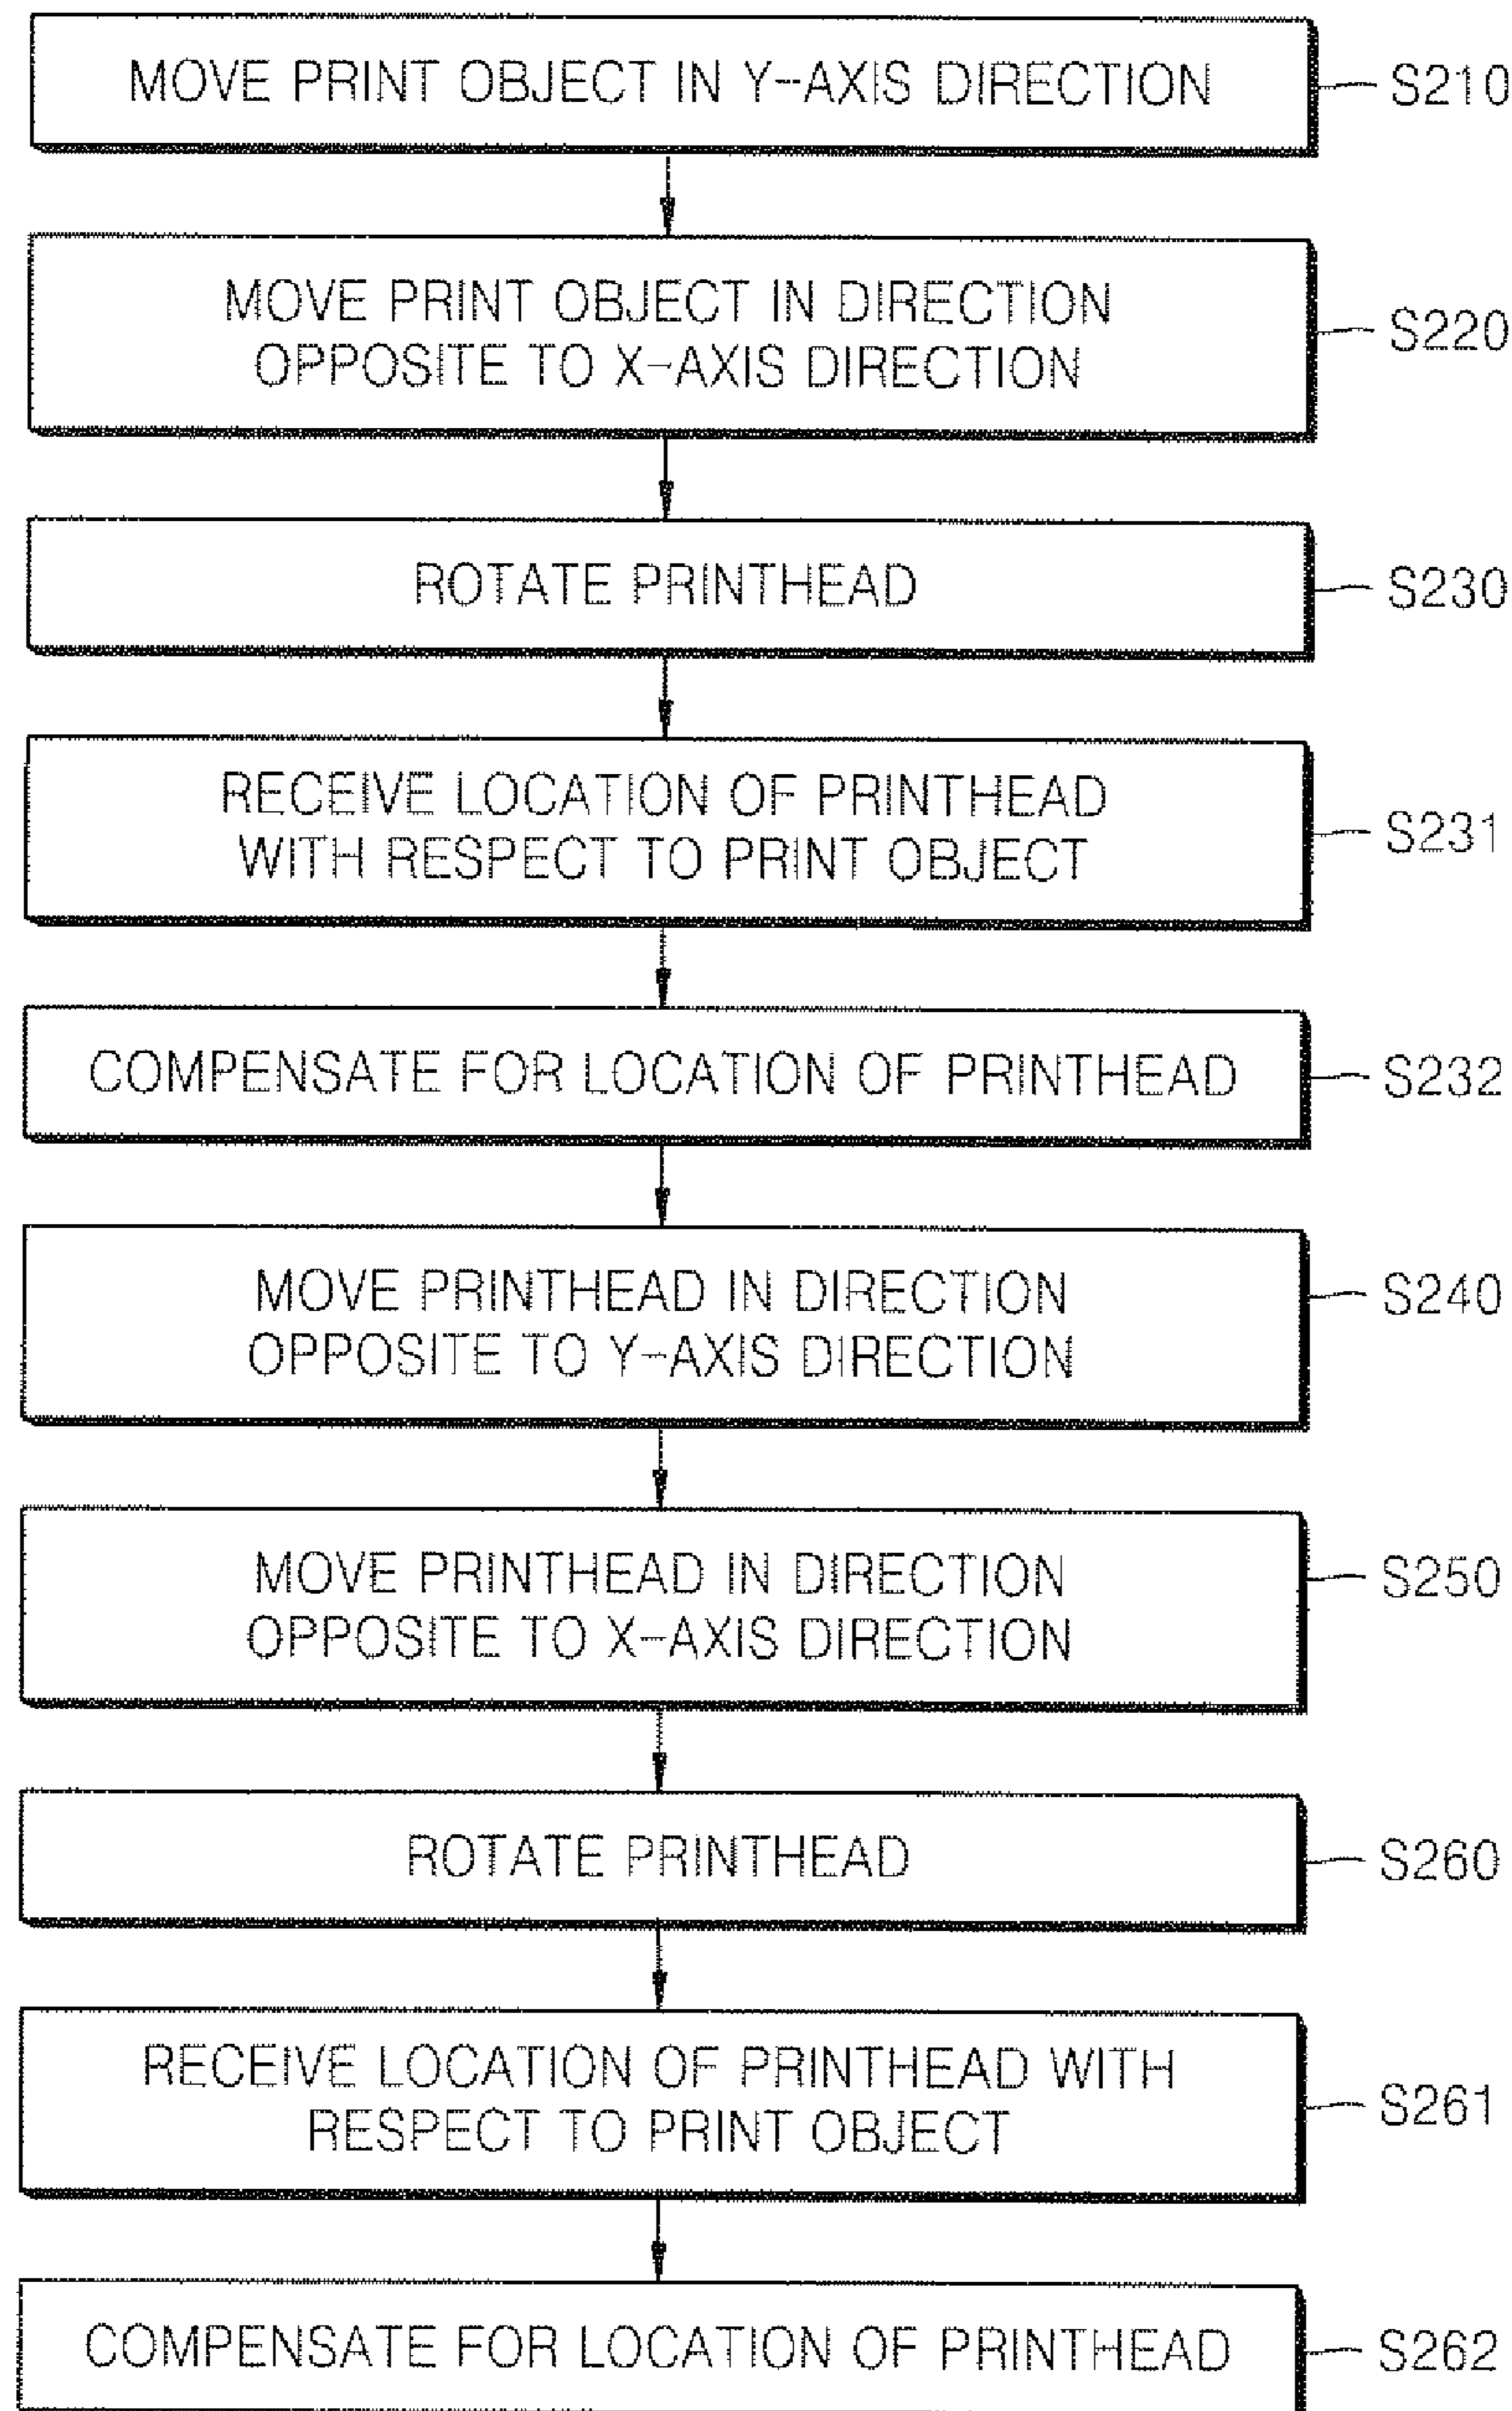 MOVE PRINT OBJECT IN Y-AXIS DIRECTION
S210
MOVE PRINT OBJECT IN DIRECTION
OPPOSITE TO X-AXIS DIRECTION
S220
ROTATE PRINTHEAD
S230
RECEIVE LOCATION OF PRINTHEAD
WITH RESPECT TO PRINT OBJECT
S231
COMPENSATE FOR LOCATION OF PRINTHEAD
S232
MOVE PRINTHEAD IN DIRECTION
OPPOSITE TO Y-AXIS DIRECTION
S240
MOVE PRINTHEAD IN DIRECTION
OPPOSITE TO X-AXIS DIRECTION
S250
ROTATE PRINTHEAD
S260
RECEIVE LOCATION OF PRINTHEAD WITH
RESPECT TO PRINT OBJECT
S261
COMPENSATE FOR LOCATION OF PRINTHEAD
S262